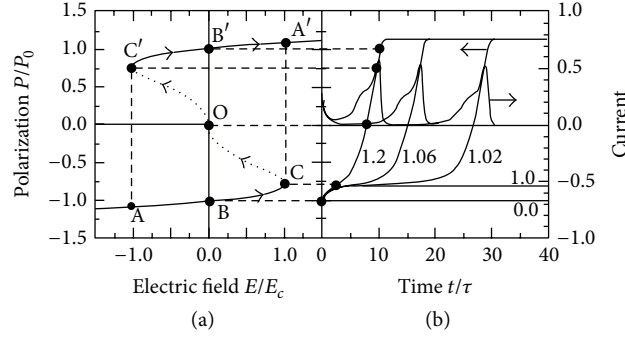 Polarization P/P₀
1.5
1.0
0.5
0.0
−0.5
−1.0
−1.5
B′
A′
C′
O
C
A
B
−1.0 0.0 1.0
Electric field E/E_c
(a)
1.2
1.06
1.02
1.0
0.0
0 10 20 30 40
Time t/τ
(b)
1.0
0.5
0.0
−0.5
−1.0
Current